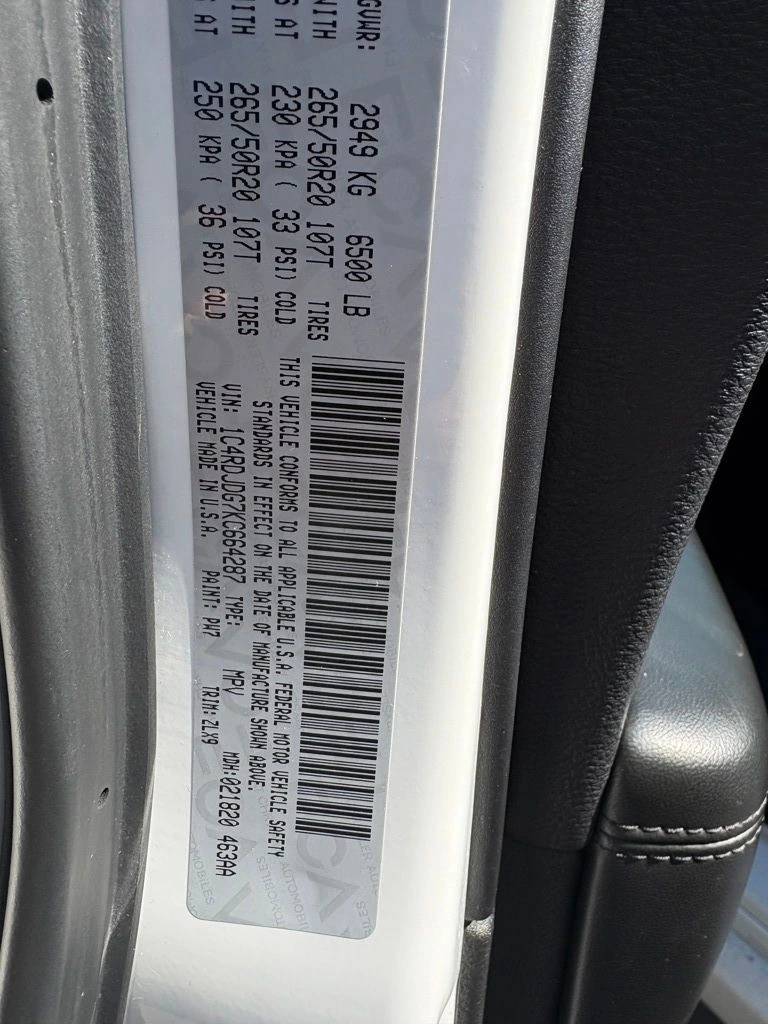 GVWR: 2949 KG 6500 LB
265/50R20 107T TIRES
AT 230 KPA ( 33 PSI) COLD
265/50R20 107T TIRES
AT 250 KPA ( 36 PSI) COLD
THIS VEHICLE CONFORMS TO ALL APPLICABLE U.S.A. FEDERAL MOTOR VEHICLE SAFETY
STANDARDS IN EFFECT ON THE DATE OF MANUFACTURE SHOWN ABOVE.
VIN: 1C4RDJDG7KC664287 TYPE: MPV MDH:021820 463AA
VEHICLE MADE IN U.S.A. PAINT: PW7 TRIM: ZLX9